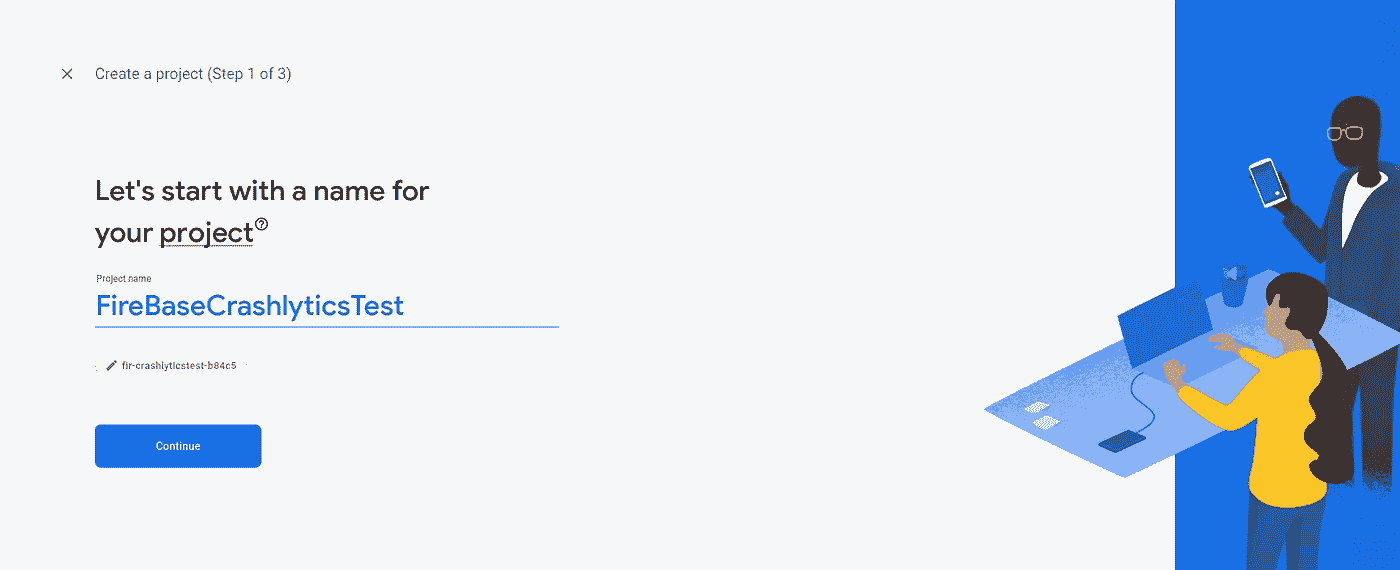 Create a project (Step 1 of 3)
Let's start with a name for
your project
Project name
FireBaseCrashlyticsTest
fir-crashlyticstest-b84c5
Continue